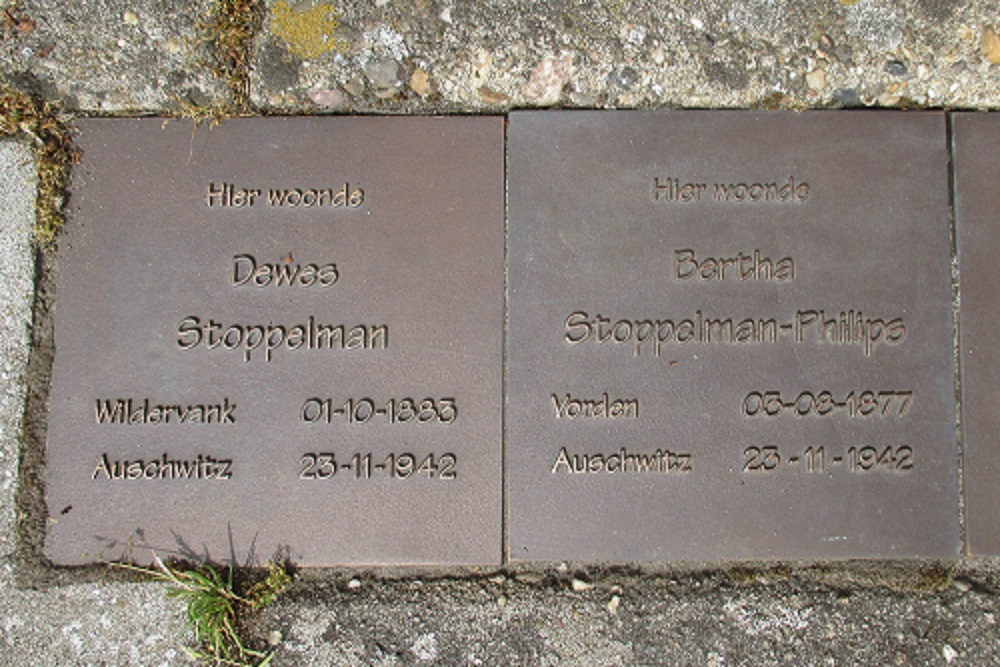 Hier woonde
Dewes
Stoppelman
Wildervank 01-10-1883
Auschwitz 23-11-1942
Hier woonde
Bertha
Stoppelman-Philips
Vorden 03-08-1877
Auschwitz 23-11-1942